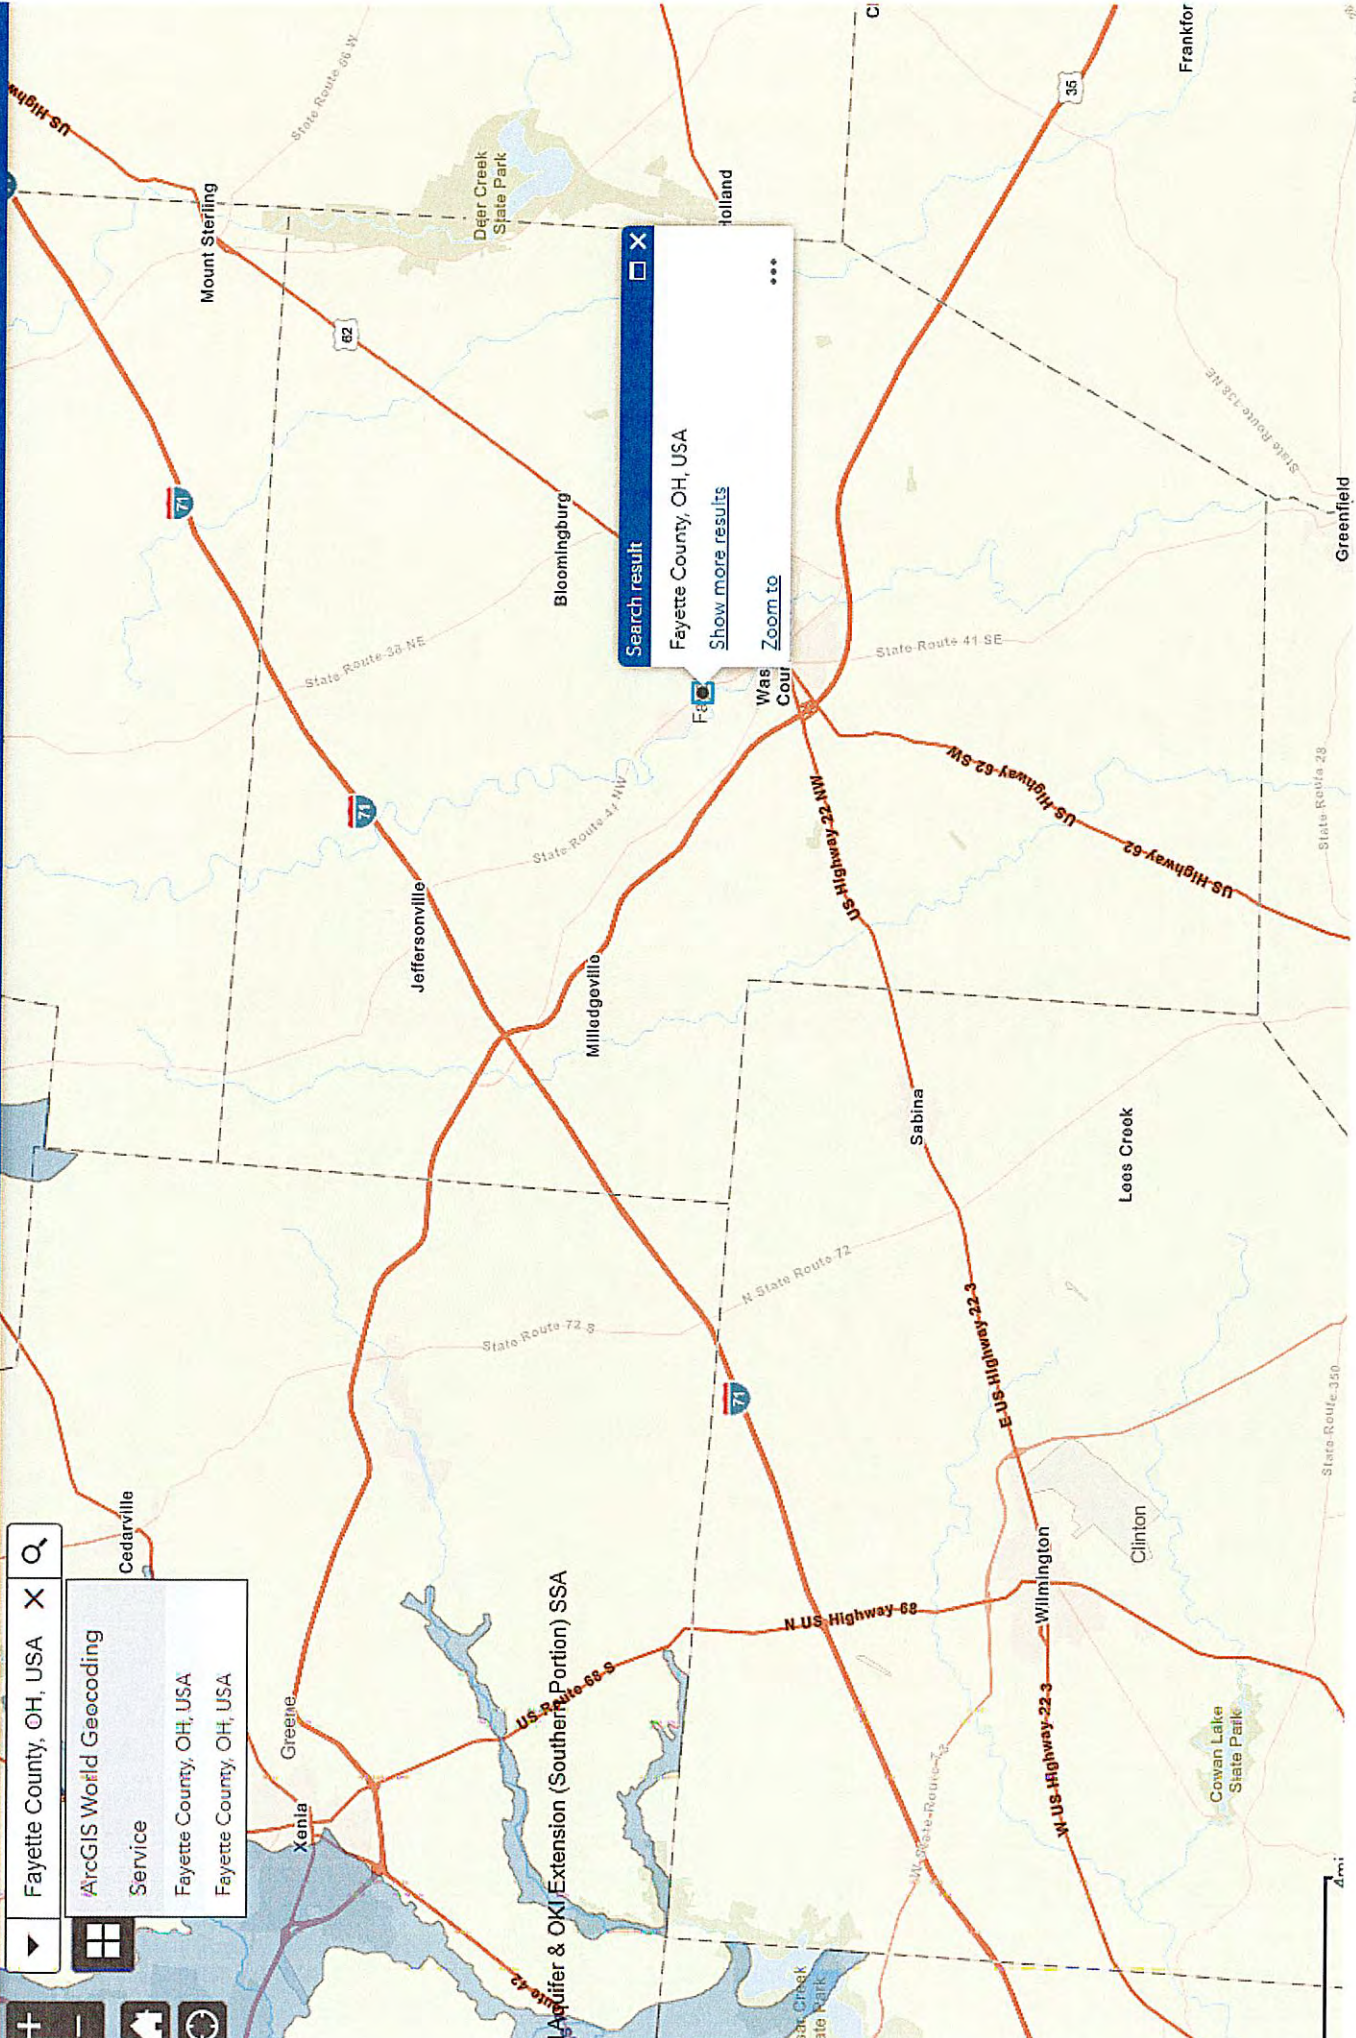 Fayette County, OH, USA
ArcGIS World Geocoding
Service
Fayette County, OH, USA
Fayette County, OH, USA
Cedarville
Greene
Xenia
US Route 68 S
Aquifer & OKI Extension (Southern Portion) SSA
State Route 72 S
N State Route 72
71
N US Highway 68
Wilmington
Clinton
W US Highway 22 3
E US Highway 22 3
Cowan Lake
State Park
State Route 350
Lees Creek
Sabina
Jeffersonville
Milledgeville
71
State Route 41 NW
State Route 38 NE
71
Mount Sterling
62
US Highw
State Route 56 W
Deer Creek
State Park
Bloomingburg
Search result
Fayette County, OH, USA
Show more results
Zoom to
Fa
Was
Cour
Holland
State Route 41 SE
US Highway 22 NW
US Highway 62 SW
US Highway 62
State Route 28
State Route 138 NE
Greenfield
35
Frankfor
4mi